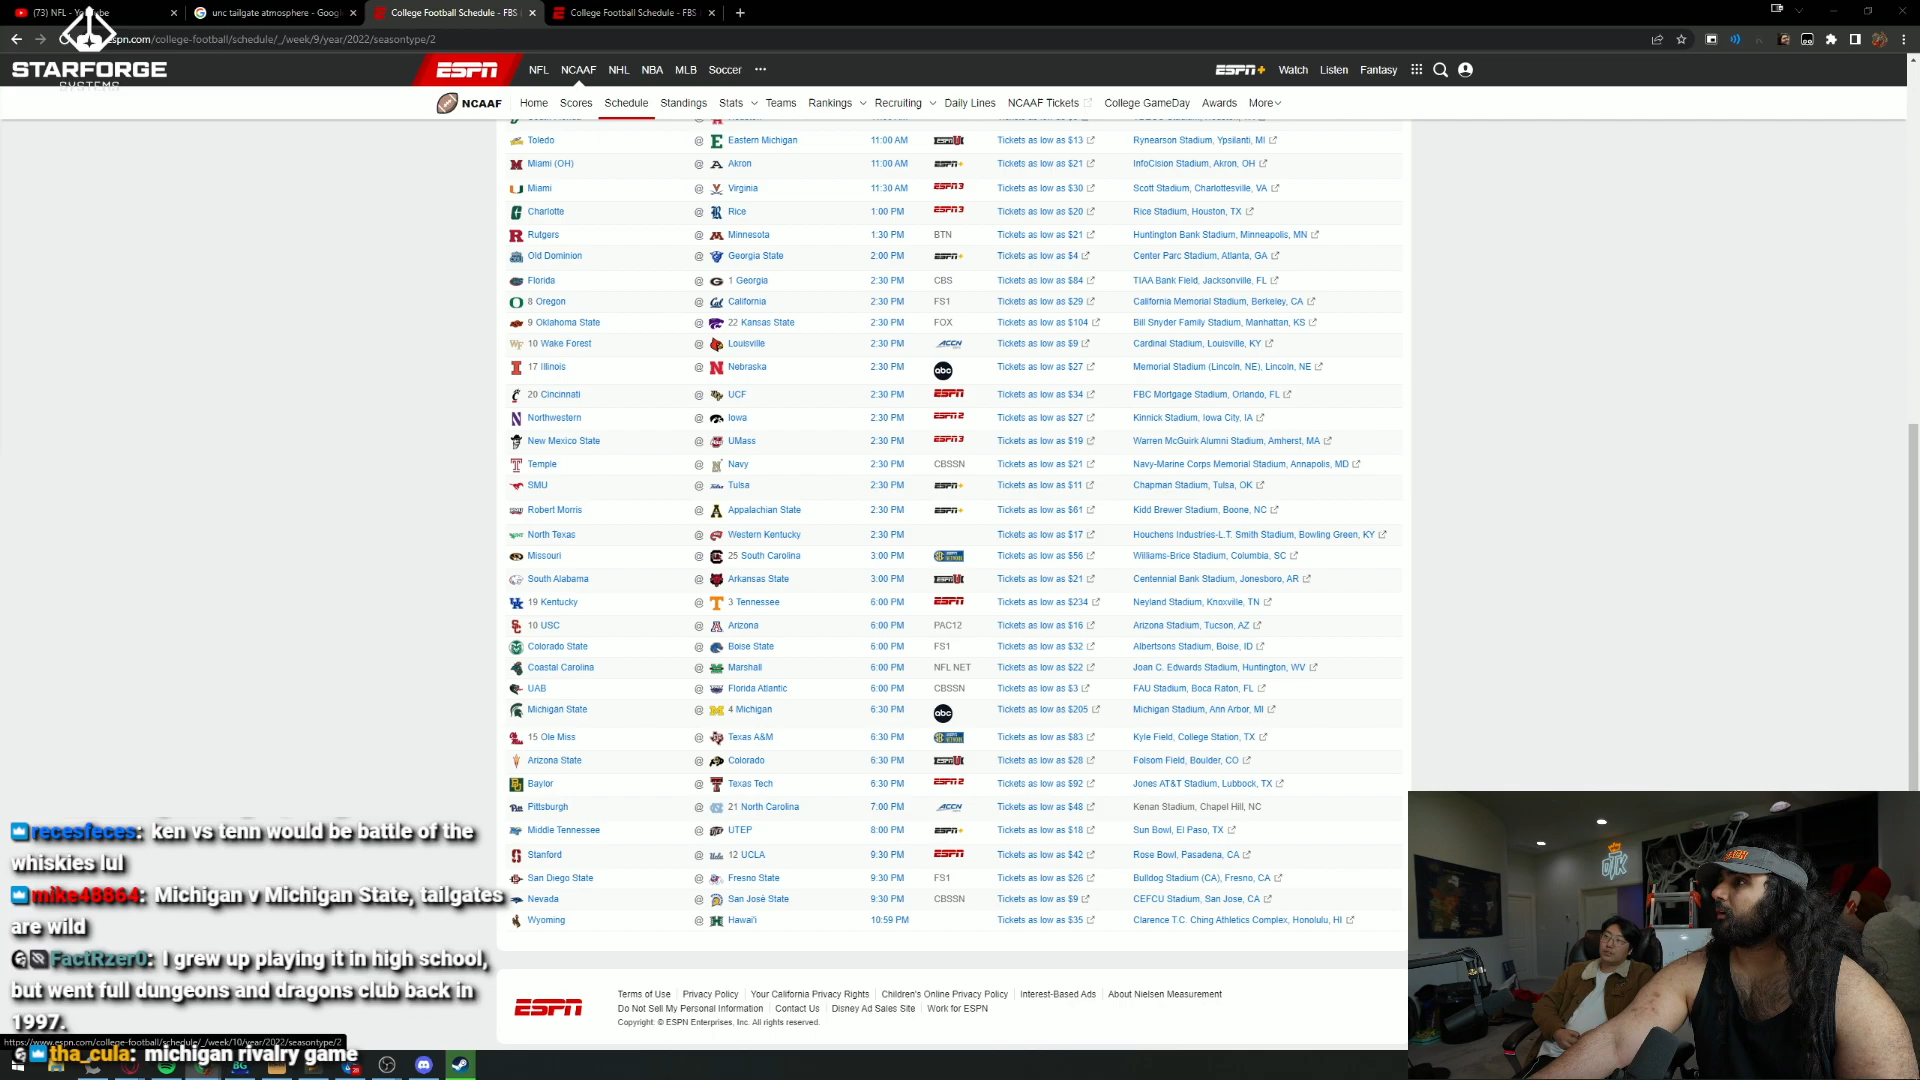 (73) NFL - YouTube
unc tailgate atmosphere - Google
College Football Schedule - FBS
College Football Schedule - FBS
espn.com/college-football/schedule/_/week/9/year/2022/seasontype/2
STARFORGE
SYSTEMS
ESPN NFL NCAAF NHL NBA MLB Soccer ••• ESPN+ Watch Listen Fantasy
NCAAF Home Scores Schedule Standings Stats Teams Rankings Recruiting Daily Lines NCAAF Tickets College GameDay Awards More
Toledo @ Eastern Michigan 11:00 AM ESPNU Tickets as low as $13 Rynearson Stadium, Ypsilanti, MI
Miami (OH) @ Akron 11:00 AM ESPN+ Tickets as low as $21 InfoCision Stadium, Akron, OH
Miami @ Virginia 11:30 AM ESPN3 Tickets as low as $30 Scott Stadium, Charlottesville, VA
Charlotte @ Rice 1:00 PM ESPN3 Tickets as low as $20 Rice Stadium, Houston, TX
Rutgers @ Minnesota 1:30 PM BTN Tickets as low as $21 Huntington Bank Stadium, Minneapolis, MN
Old Dominion @ Georgia State 2:00 PM ESPN+ Tickets as low as $4 Center Parc Stadium, Atlanta, GA
Florida @ 1 Georgia 2:30 PM CBS Tickets as low as $84 TIAA Bank Field, Jacksonville, FL
8 Oregon @ California 2:30 PM FS1 Tickets as low as $29 California Memorial Stadium, Berkeley, CA
9 Oklahoma State @ 22 Kansas State 2:30 PM FOX Tickets as low as $104 Bill Snyder Family Stadium, Manhattan, KS
10 Wake Forest @ Louisville 2:30 PM ACCN Tickets as low as $9 Cardinal Stadium, Louisville, KY
17 Illinois @ Nebraska 2:30 PM abc Tickets as low as $27 Memorial Stadium (Lincoln, NE), Lincoln, NE
20 Cincinnati @ UCF 2:30 PM ESPN Tickets as low as $34 FBC Mortgage Stadium, Orlando, FL
Northwestern @ Iowa 2:30 PM ESPN2 Tickets as low as $27 Kinnick Stadium, Iowa City, IA
New Mexico State @ UMass 2:30 PM ESPN3 Tickets as low as $19 Warren McGuirk Alumni Stadium, Amherst, MA
Temple @ Navy 2:30 PM CBSSN Tickets as low as $21 Navy-Marine Corps Memorial Stadium, Annapolis, MD
SMU @ Tulsa 2:30 PM ESPN+ Tickets as low as $11 Chapman Stadium, Tulsa, OK
Robert Morris @ Appalachian State 2:30 PM ESPN+ Tickets as low as $61 Kidd Brewer Stadium, Boone, NC
North Texas @ Western Kentucky 2:30 PM Tickets as low as $17 Houchens Industries-L.T. Smith Stadium, Bowling Green, KY
Missouri @ 25 South Carolina 3:00 PM Tickets as low as $56 Williams-Brice Stadium, Columbia, SC
South Alabama @ Arkansas State 3:00 PM ESPNU Tickets as low as $21 Centennial Bank Stadium, Jonesboro, AR
19 Kentucky @ 3 Tennessee 6:00 PM ESPN Tickets as low as $234 Neyland Stadium, Knoxville, TN
10 USC @ Arizona 6:00 PM PAC12 Tickets as low as $16 Arizona Stadium, Tucson, AZ
Colorado State @ Boise State 6:00 PM FS1 Tickets as low as $32 Albertsons Stadium, Boise, ID
Coastal Carolina @ Marshall 6:00 PM NFL NET Tickets as low as $22 Joan C. Edwards Stadium, Huntington, WV
UAB @ Florida Atlantic 6:00 PM CBSSN Tickets as low as $3 FAU Stadium, Boca Raton, FL
Michigan State @ 4 Michigan 6:30 PM abc Tickets as low as $205 Michigan Stadium, Ann Arbor, MI
15 Ole Miss @ Texas A&M 6:30 PM Tickets as low as $83 Kyle Field, College Station, TX
Arizona State @ Colorado 6:30 PM ESPNU Tickets as low as $28 Folsom Field, Boulder, CO
Baylor @ Texas Tech 6:30 PM ESPN2 Tickets as low as $92 Jones AT&T Stadium, Lubbock, TX
Pittsburgh @ 21 North Carolina 7:00 PM ACCN Tickets as low as $48 Kenan Stadium, Chapel Hill, NC
Middle Tennessee @ UTEP 8:00 PM ESPN+ Tickets as low as $18 Sun Bowl, El Paso, TX
Stanford @ 12 UCLA 9:30 PM ESPN Tickets as low as $42 Rose Bowl, Pasadena, CA
San Diego State @ Fresno State 9:30 PM FS1 Tickets as low as $26 Bulldog Stadium (CA), Fresno, CA
Nevada @ San José State 9:30 PM CBSSN Tickets as low as $9 CEFCU Stadium, San Jose, CA
Wyoming @ Hawai'i 10:59 PM Tickets as low as $35 Clarence T.C. Ching Athletics Complex, Honolulu, HI
ESPN
Terms of Use Privacy Policy Your California Privacy Rights Children's Online Privacy Policy Interest-Based Ads About Nielsen Measurement
Do Not Sell My Personal Information Contact Us Disney Ad Sales Site Work for ESPN
Copyright: © ESPN Enterprises, Inc. All rights reserved.
recesfeces: ken vs tenn would be battle of the
whiskies lul
mike48864: Michigan v Michigan State, tailgates
are wild
FactRzer0: I grew up playing it in high school,
but went full dungeons and dragons club back in
1997.
https://www.espn.com/college-football/schedule/_/week/10/year/2022/seasontype/2
tha_cula: michigan rivalry game
OTK